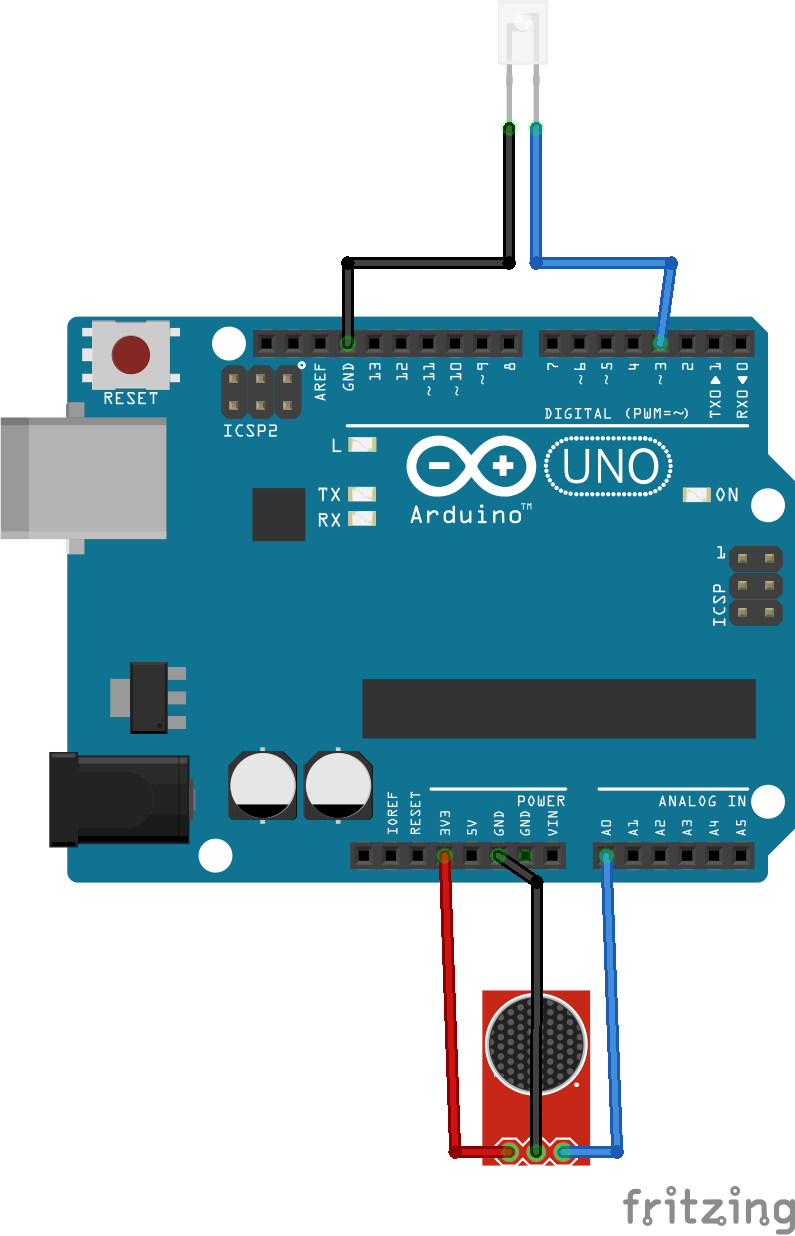 RESET
ICSP2
AREF
GND
13
12
~11
~10
~9
8
7
~6
~5
4
~3
2
TX0▶1
RX0◀0
DIGITAL (PWM=~)
L
TX
RX
UNO
Arduino™
ON
1
ICSP
IOREF
RESET
3V3
5V
GND
GND
VIN
POWER
ANALOG IN
A0
A1
A2
A3
A4
A5
fritzing